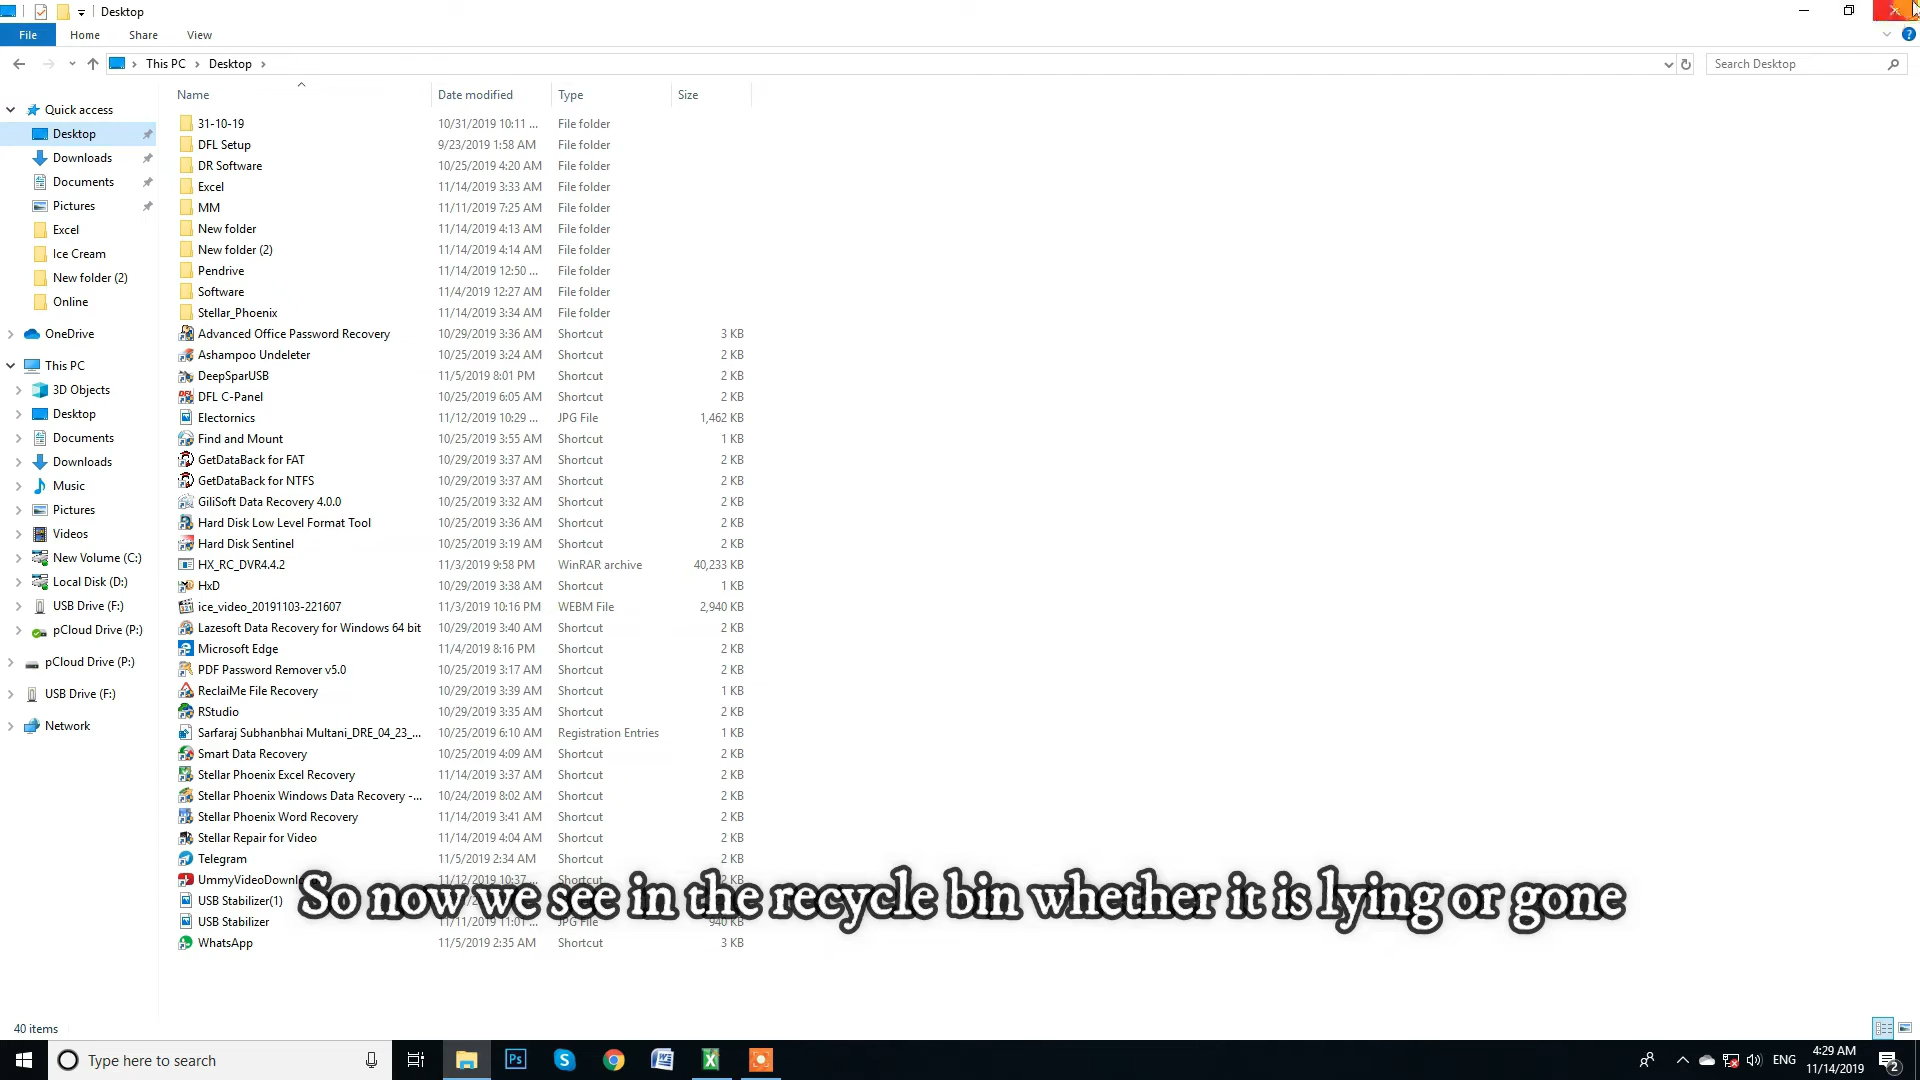 Desktop
File Home Share View
This PC Desktop
Search Desktop
Name Date modified Type Size
Quick access
Desktop
Downloads
Documents
Pictures
Excel
Ice Cream
New folder (2)
Online
OneDrive
This PC
3D Objects
Desktop
Documents
Downloads
Music
Pictures
Videos
New Volume (C:)
Local Disk (D:)
USB Drive (F:)
pCloud Drive (P:)
pCloud Drive (P:)
USB Drive (F:)
Network
31-10-19 10/31/2019 10:11 ... File folder
DFL Setup 9/23/2019 1:58 AM File folder
DR Software 10/25/2019 4:20 AM File folder
Excel 11/14/2019 3:33 AM File folder
MM 11/11/2019 7:25 AM File folder
New folder 11/14/2019 4:13 AM File folder
New folder (2) 11/14/2019 4:14 AM File folder
Pendrive 11/14/2019 12:50 ... File folder
Software 11/4/2019 12:27 AM File folder
Stellar_Phoenix 11/14/2019 3:34 AM File folder
Advanced Office Password Recovery 10/29/2019 3:36 AM Shortcut 3 KB
Ashampoo Undeleter 10/25/2019 3:24 AM Shortcut 2 KB
DeepSparUSB 11/5/2019 8:01 PM Shortcut 2 KB
DFL C-Panel 10/25/2019 6:05 AM Shortcut 2 KB
Electornics 11/12/2019 10:29 ... JPG File 1,462 KB
Find and Mount 10/25/2019 3:55 AM Shortcut 1 KB
GetDataBack for FAT 10/29/2019 3:37 AM Shortcut 2 KB
GetDataBack for NTFS 10/29/2019 3:37 AM Shortcut 2 KB
GiliSoft Data Recovery 4.0.0 10/25/2019 3:32 AM Shortcut 2 KB
Hard Disk Low Level Format Tool 10/25/2019 3:36 AM Shortcut 2 KB
Hard Disk Sentinel 10/25/2019 3:19 AM Shortcut 2 KB
HX_RC_DVR4.4.2 11/3/2019 9:58 PM WinRAR archive 40,233 KB
HxD 10/29/2019 3:38 AM Shortcut 1 KB
ice_video_20191103-221607 11/3/2019 10:16 PM WEBM File 2,940 KB
Lazesoft Data Recovery for Windows 64 bit 10/29/2019 3:40 AM Shortcut 2 KB
Microsoft Edge 11/4/2019 8:16 PM Shortcut 2 KB
PDF Password Remover v5.0 10/25/2019 3:17 AM Shortcut 2 KB
ReclaiMe File Recovery 10/29/2019 3:39 AM Shortcut 1 KB
RStudio 10/29/2019 3:35 AM Shortcut 2 KB
Sarfaraj Subhanbhai Multani_DRE_04_23_... 10/25/2019 6:10 AM Registration Entries 1 KB
Smart Data Recovery 10/25/2019 4:09 AM Shortcut 2 KB
Stellar Phoenix Excel Recovery 11/14/2019 3:37 AM Shortcut 2 KB
Stellar Phoenix Windows Data Recovery -... 10/24/2019 8:02 AM Shortcut 2 KB
Stellar Phoenix Word Recovery 11/14/2019 3:41 AM Shortcut 2 KB
Stellar Repair for Video 11/14/2019 4:04 AM Shortcut 2 KB
Telegram 11/5/2019 2:34 AM Shortcut 2 KB
UmmyVideoDownl 11/12/2019 10:37... Shortcut 2 KB
USB Stabilizer(1)
So now we see in the recycle bin whether it is lying or gone
USB Stabilizer 11/11/2019 11:01 ... JPG File 940 KB
WhatsApp 11/5/2019 2:35 AM Shortcut 3 KB
40 items
Type here to search
ENG
4:29 AM
11/14/2019
2